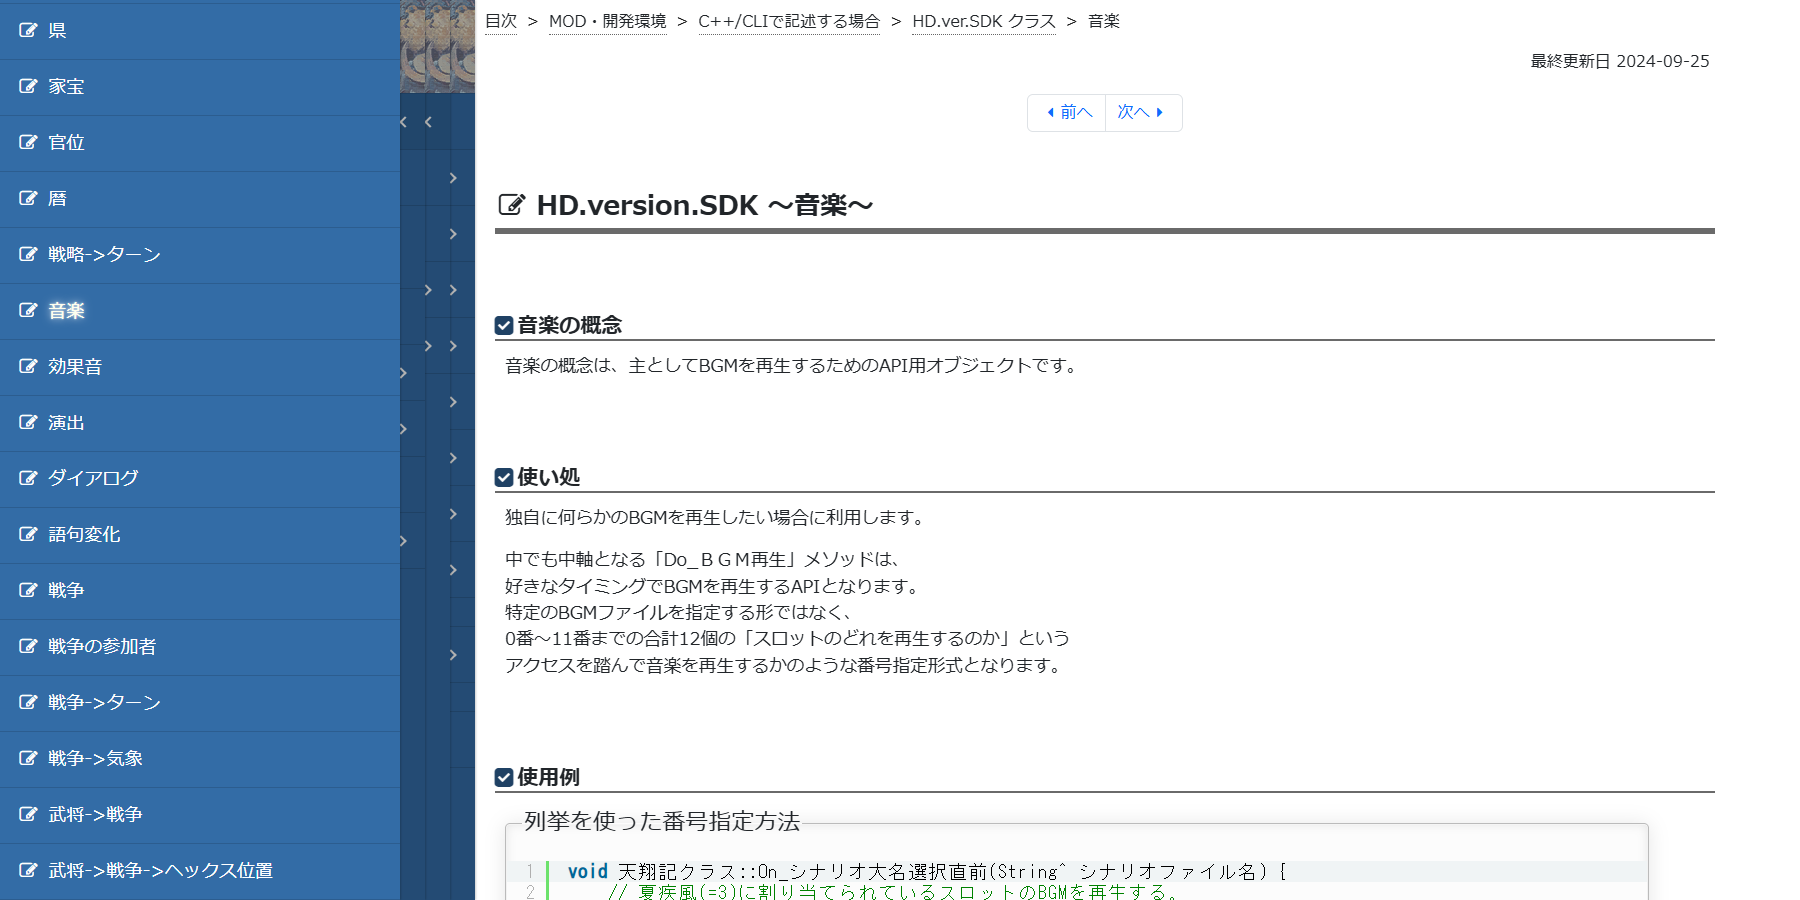 県
家宝
官位
暦
戦略->ターン
音楽
効果音
演出
ダイアログ
語句変化
戦争
戦争の参加者
戦争->ターン
戦争->気象
武将->戦争
武将->戦争->ヘックス位置
目次 > MOD・開発環境 > C++/CLIで記述する場合 > HD.ver.SDK クラス > 音楽
最終更新日 2024-09-25
前へ 次へ
HD.version.SDK ～音楽～
音楽の概念
音楽の概念は、主としてBGMを再生するためのAPI用オブジェクトです。
使い処
独自に何らかのBGMを再生したい場合に利用します。
中でも中軸となる「Do_ＢＧＭ再生」メソッドは、
好きなタイミングでBGMを再生するAPIとなります。
特定のBGMファイルを指定する形ではなく、
0番～11番までの合計12個の「スロットのどれを再生するのか」という
アクセスを踏んで音楽を再生するかのような番号指定形式となります。
使用例
列挙を使った番号指定方法
1 void 天翔記クラス::On_シナリオ大名選択直前(String^ シナリオファイル名) {
2 // 夏疾風(=3)に割り当てられているスロットのBGMを再生する。